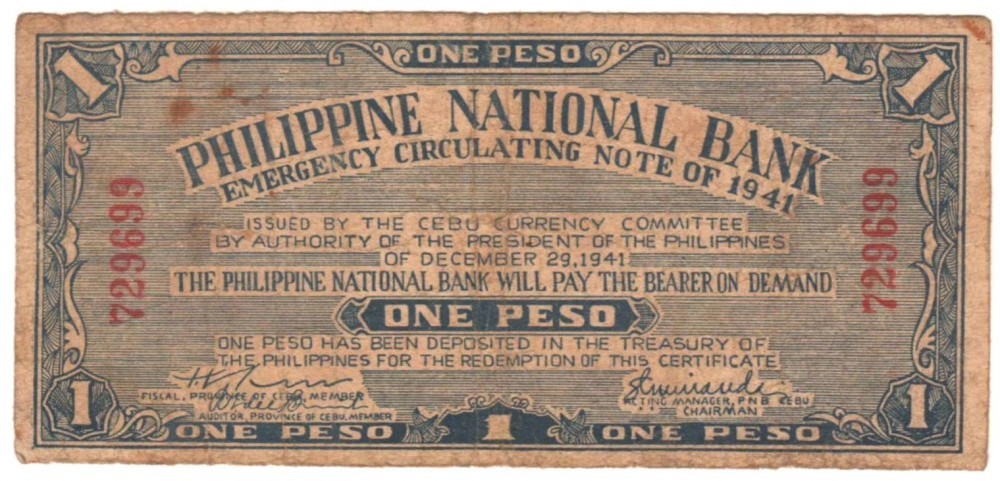 1 ONE PESO 1
PHILIPPINE NATIONAL BANK
EMERGENCY CIRCULATING NOTE OF 1941
729699
729699
ISSUED BY THE CEBU CURRENCY COMMITTEE
BY AUTHORITY OF THE PRESIDENT OF THE PHILIPPINES
OF DECEMBER 29,1941
THE PHILIPPINE NATIONAL BANK WILL PAY THE BEARER ON DEMAND
ONE PESO
ONE PESO HAS BEEN DEPOSITED IN THE TREASURY OF
THE PHILIPPINES FOR THE REDEMPTION OF THIS CERTIFICATE
FISCAL, PROVINCE OF CEBU, MEMBER
AUDITOR, PROVINCE OF CEBU, MEMBER
ACTING MANAGER, PNB CEBU
CHAIRMAN
1 ONE PESO 1 ONE PESO 1